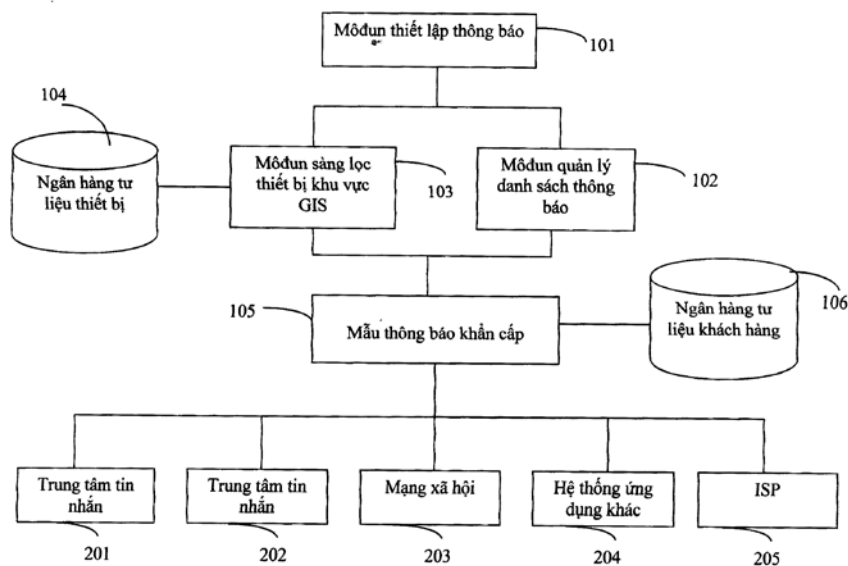 Môđun thiết lập thông báo
101
104
Ngân hàng tư
liệu thiết bị
Môđun sàng lọc
thiết bị khu vực
GIS
103
Môđun quản lý
danh sách thông
báo
102
105
Mẫu thông báo khẩn cấp
Ngân hàng tư
liệu khách hàng
106
Trung tâm tin
nhắn
Trung tâm tin
nhắn
Mạng xã hội
Hệ thống ứng
dụng khác
ISP
201
202
203
204
205